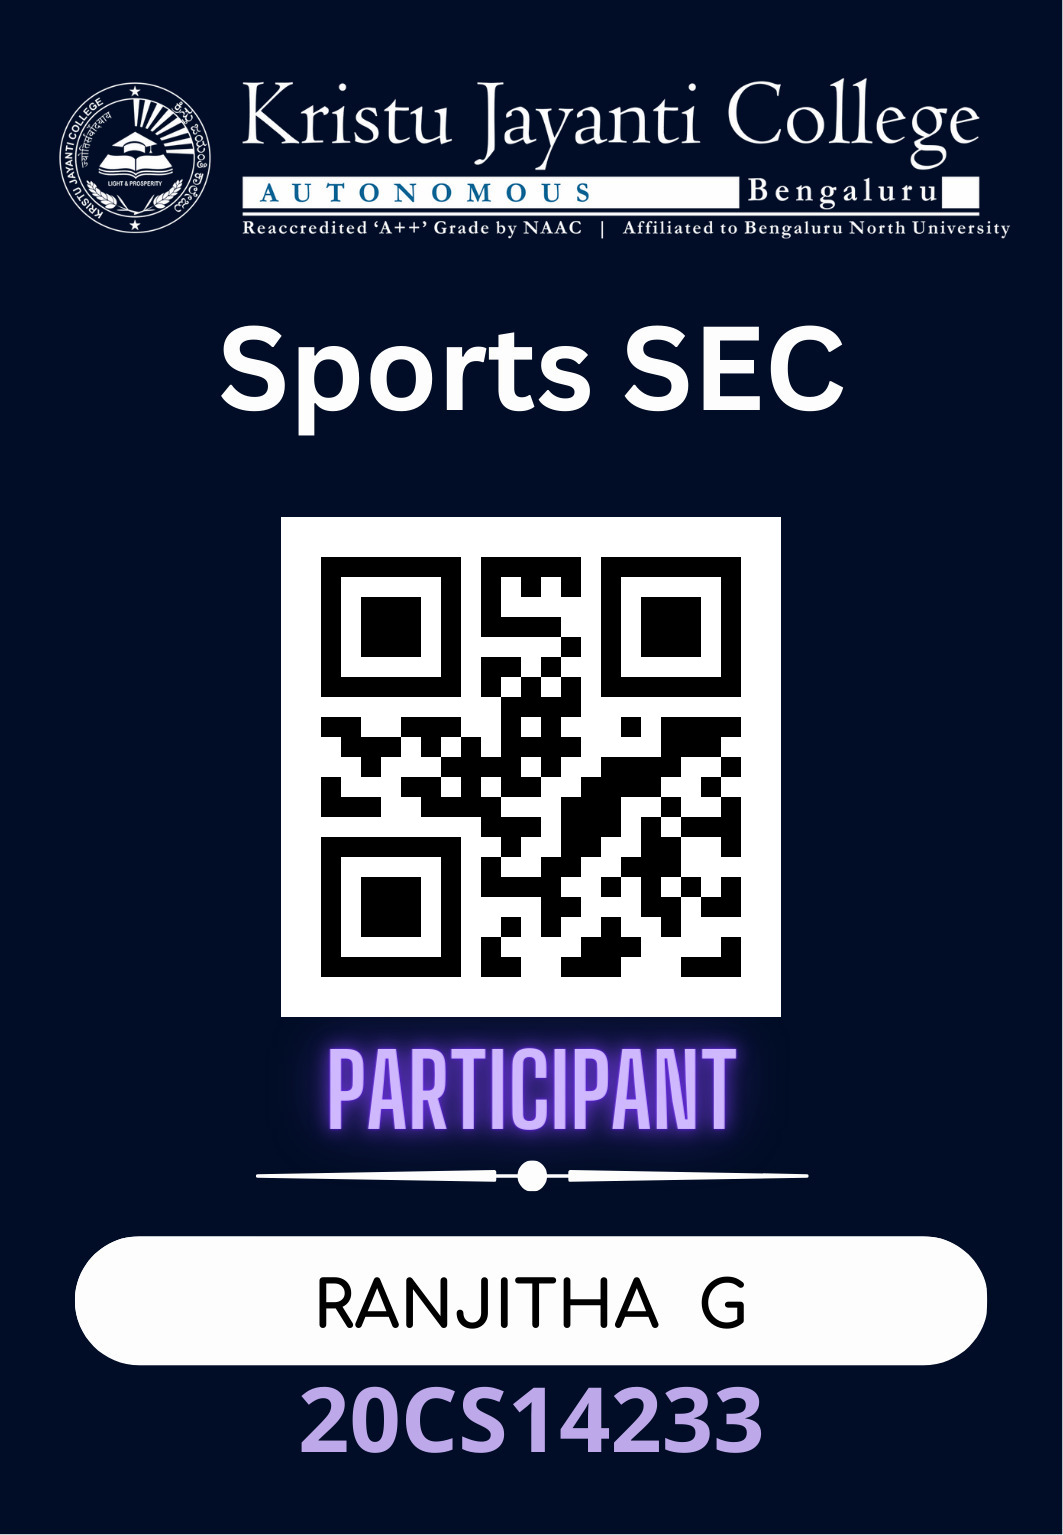 KRISTU JAYANTI COLLEGE
ज्योतिसंवादयाय
LIGHT & PROSPERITY
Kristu Jayanti College
AUTONOMOUS Bengaluru
Reaccredited ‘A++’ Grade by NAAC | Affiliated to Bengaluru North University
Sports SEC
PARTICIPANT
RANJITHA G
20CS14233